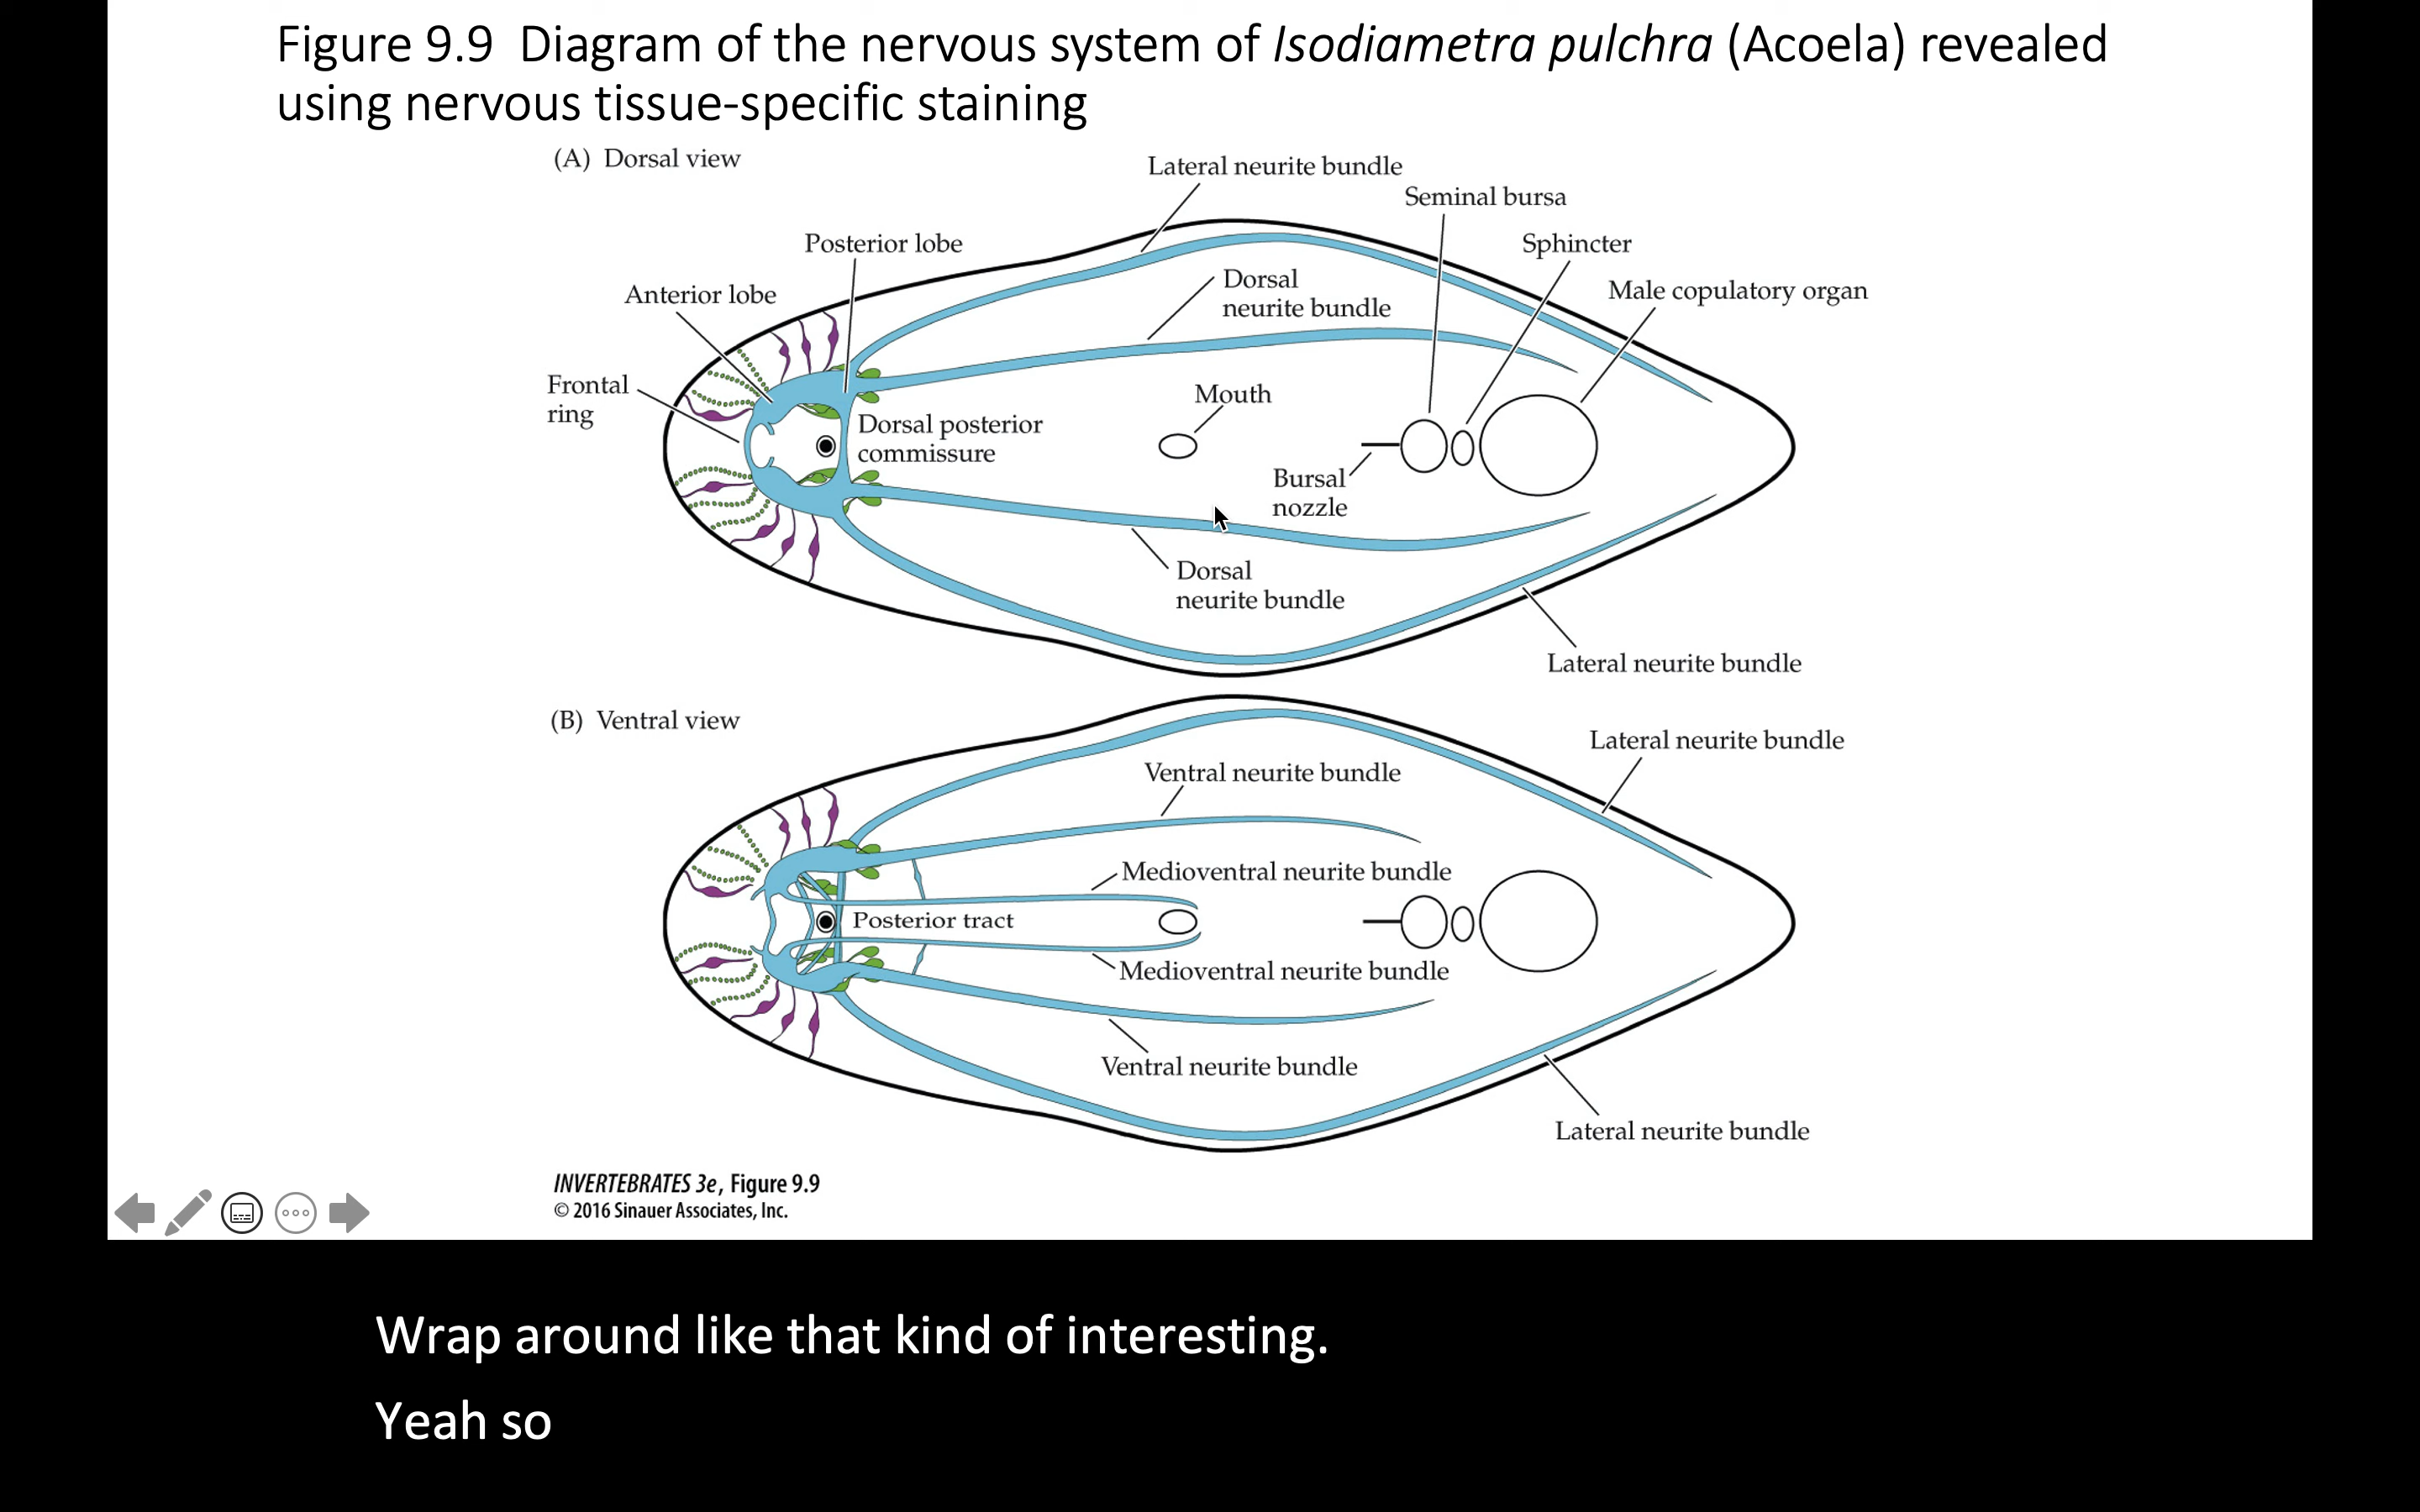 Figure 9.9 Diagram of the nervous system of Isodiametra pulchra (Acoela) revealed
using nervous tissue-specific staining
(A) Dorsal view
Lateral neurite bundle
Seminal bursa
Posterior lobe
Sphincter
Anterior lobe
Dorsal
neurite bundle
Male copulatory organ
Frontal
ring
Mouth
Dorsal posterior
commissure
Bursal
nozzle
Dorsal
neurite bundle
Lateral neurite bundle
(B) Ventral view
Lateral neurite bundle
Ventral neurite bundle
Medioventral neurite bundle
Posterior tract
Medioventral neurite bundle
Ventral neurite bundle
Lateral neurite bundle
INVERTEBRATES 3e, Figure 9.9
© 2016 Sinauer Associates, Inc.
Wrap around like that kind of interesting.
Yeah so